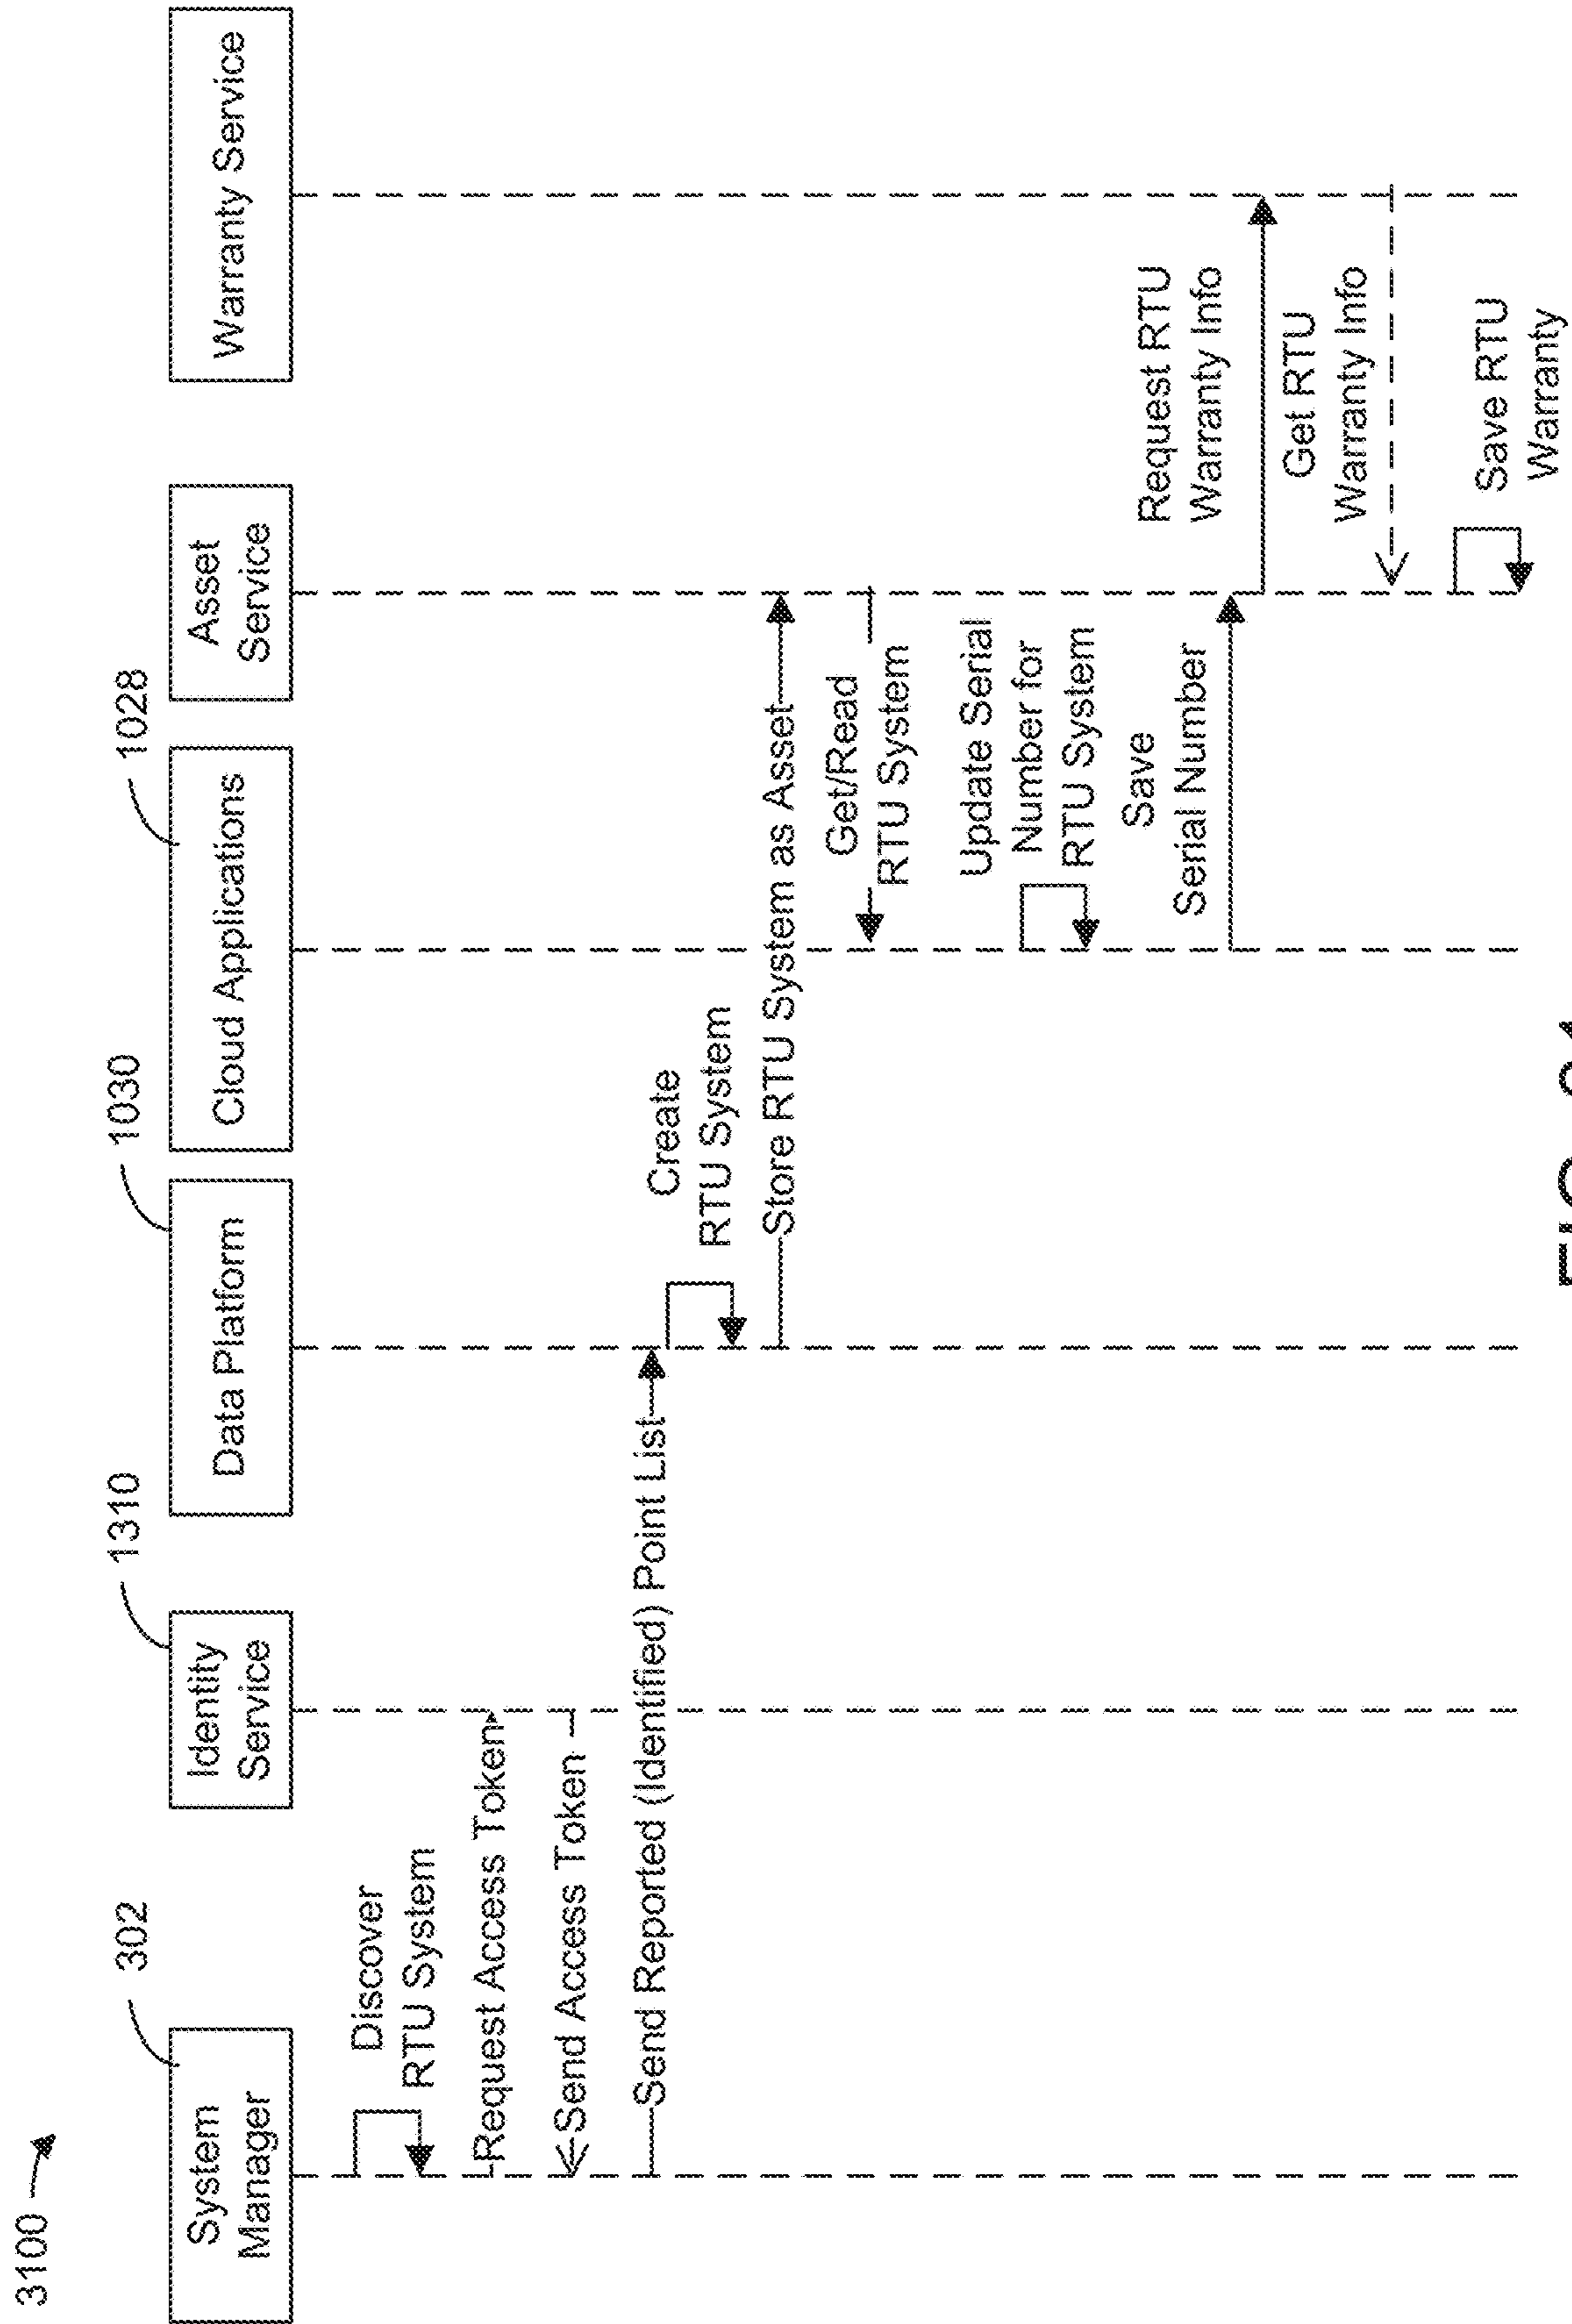 3100
302
System
Manager
1310
Identity
Service
1030
Data Platform
1028
Cloud Applications
Asset
Service
Warranty Service
Discover
RTU System
Request Access Token
Send Access Token
Send Reported (Identified) Point List
Create
RTU System
Store RTU System as Asset
Get/Read
RTU System
Update Serial
Number for
RTU System
Save
Serial Number
Request RTU
Warranty Info
Get RTU
Warranty Info
Save RTU
Warranty